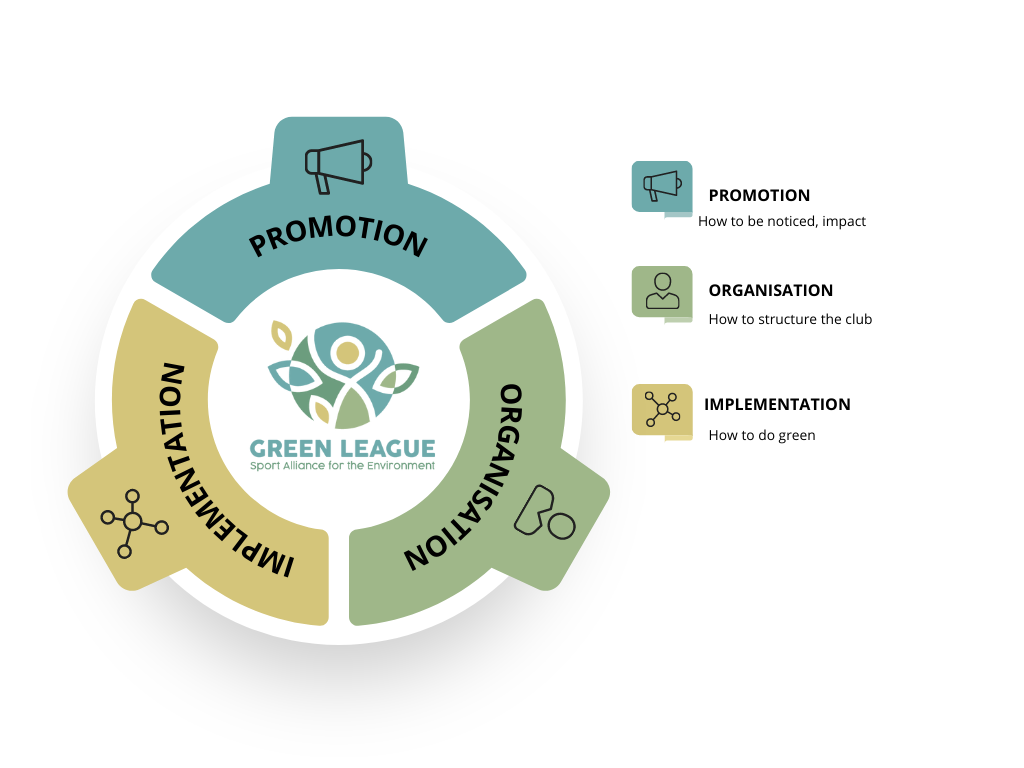 PROMOTION
IMPLEMENTATION
ORGANISATION
GREEN LEAGUE
Sport Alliance for the Environment
PROMOTION
How to be noticed, impact
ORGANISATION
How to structure the club
IMPLEMENTATION
How to do green